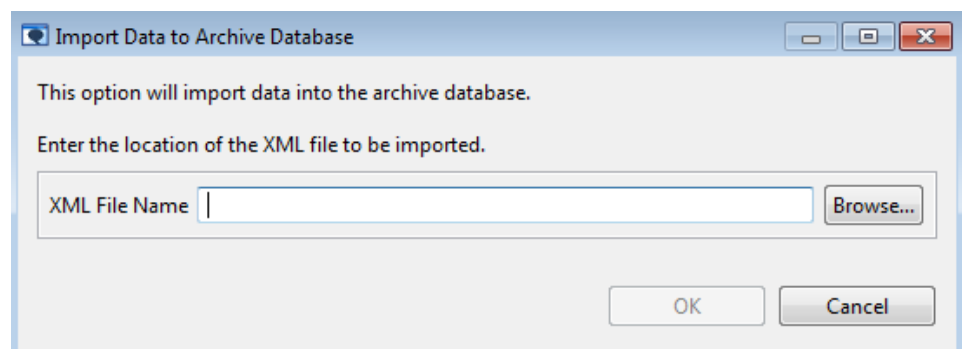 Import Data to Archive Database
This option will import data into the archive database.
Enter the location of the XML file to be imported.
XML File Name Browse...
OK Cancel